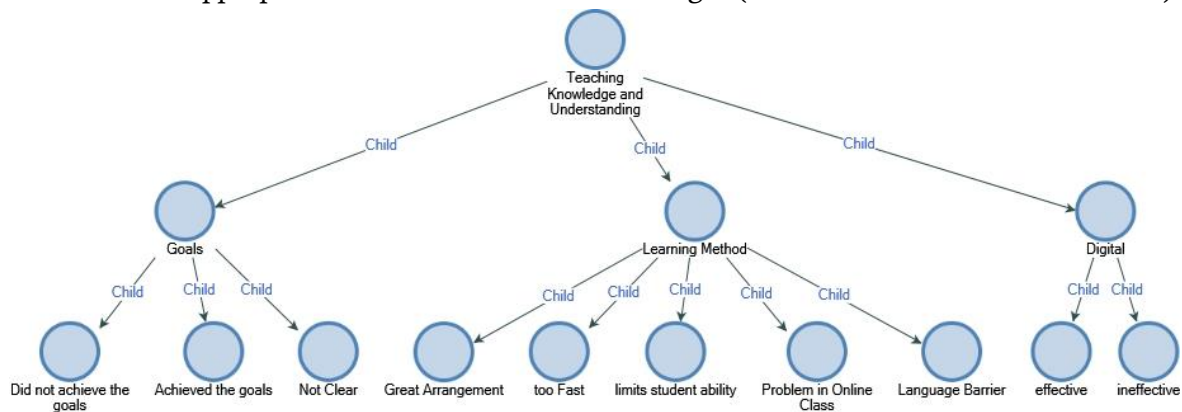 Teaching
Knowledge and
Understanding
Child
Child
Child
Goals
Learning Method
Digital
Child
Child
Child
Child
Child
Child
Child
Child
Child
Child
Did not achieve the
goals
Achieved the goals
Not Clear
Great Arrangement
too Fast
limits student ability
Problem in Online
Class
Language Barrier
effective
ineffective